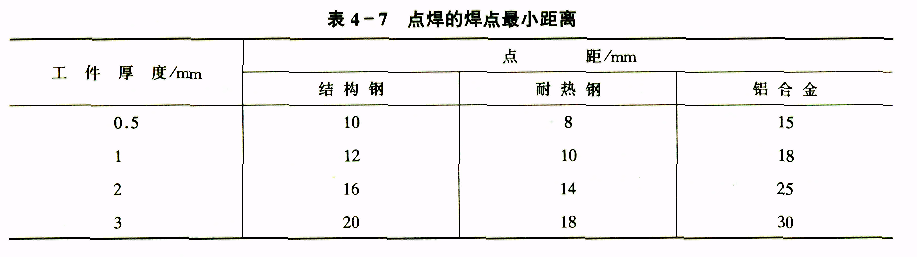 表4-7 点焊的焊点最小距离
工件厚度/mm 点距/mm
结构钢 耐热钢 铝合金
0.5 10 8 15
1 12 10 18
2 16 14 25
3 20 18 30